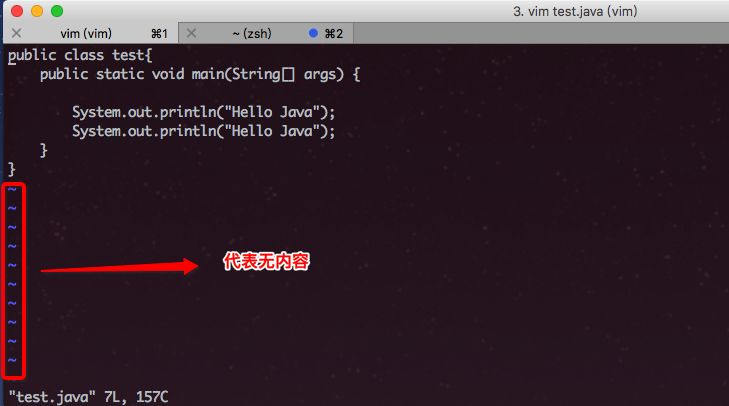 3. vim test.java (vim)
vim (vim) ⌘1 ~ (zsh) ⌘2
public class test{
    public static void main(String[] args) {

        System.out.println("Hello Java");
        System.out.println("Hello Java");
    }
}
~
~
~
~
~ 代表无内容
~
~
~
~
~
"test.java" 7L, 157C